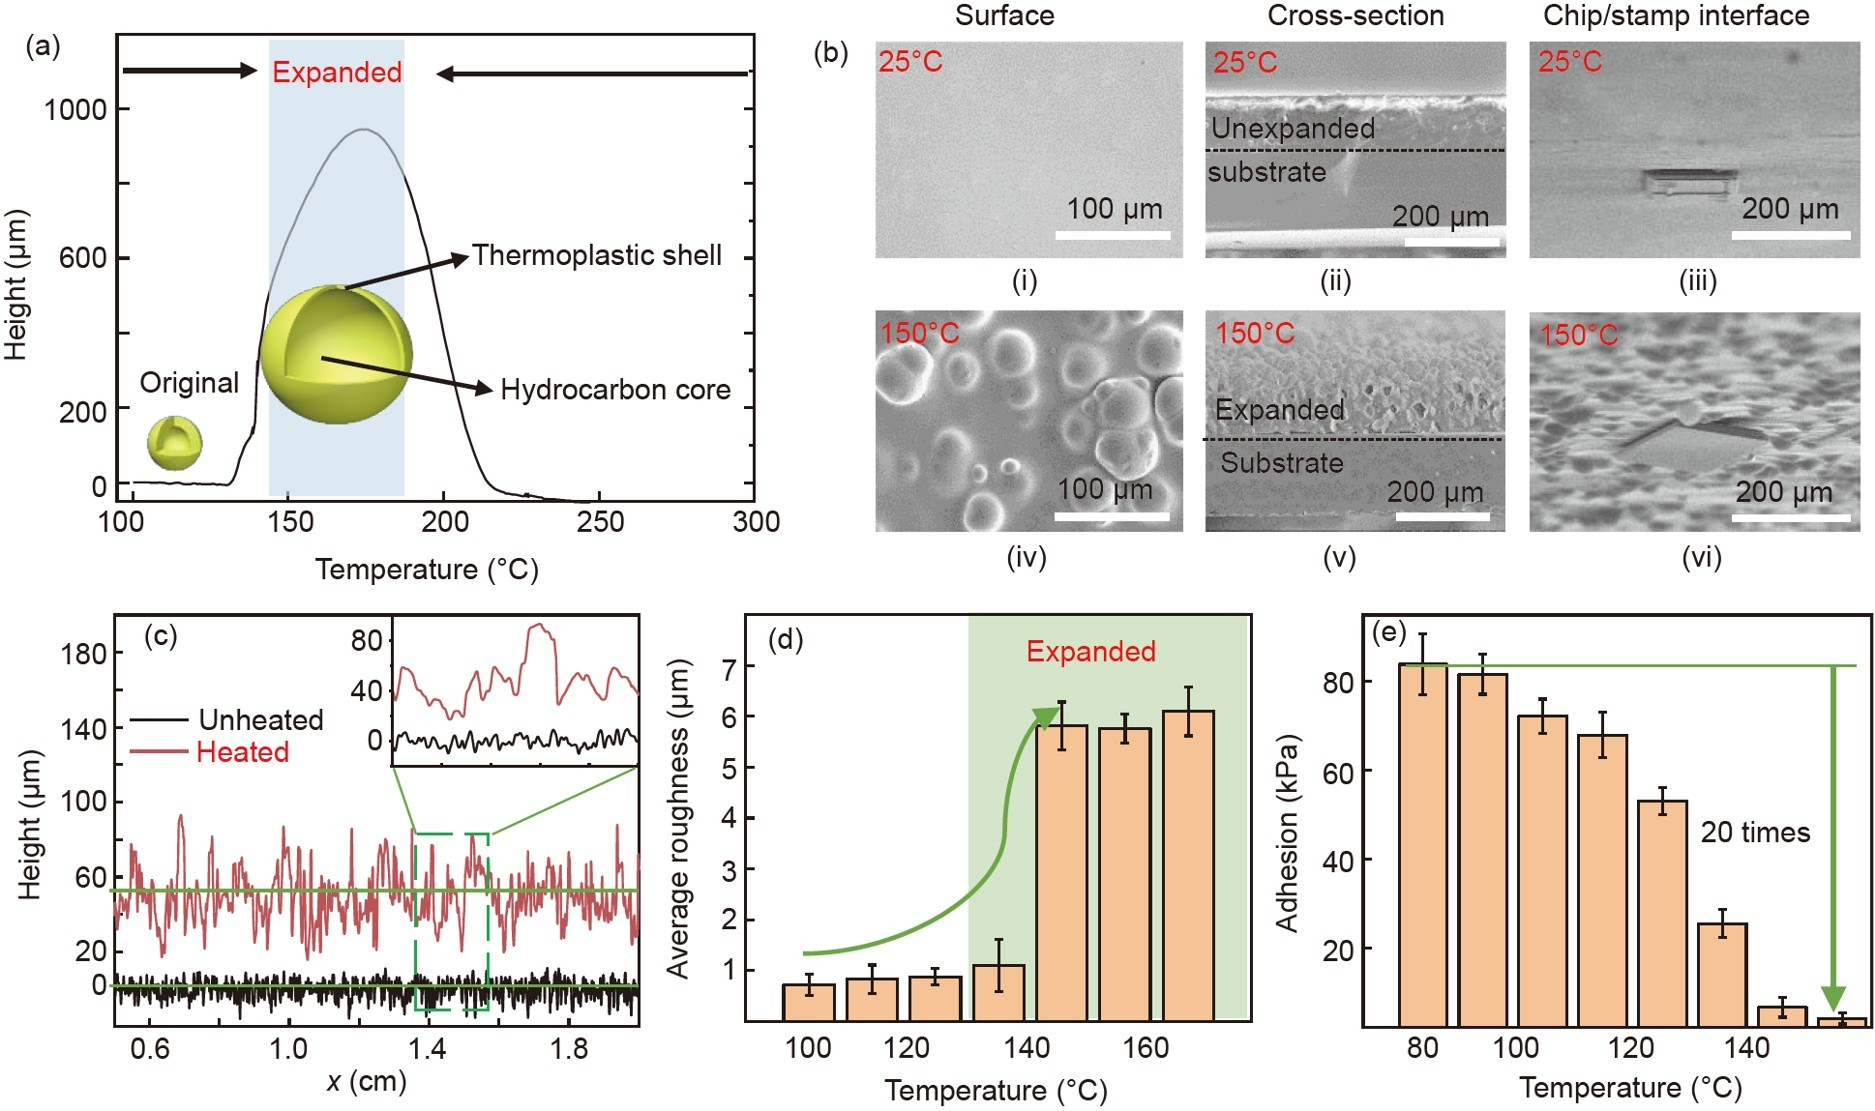 (a)
Expanded
1000
600
200
0
Height (µm)
Original
Thermoplastic shell
Hydrocarbon core
100 150 200 250 300
Temperature (°C)
Surface Cross-section Chip/stamp interface
(b)
25°C
100 µm
(i)
25°C
Unexpanded
substrate
200 µm
(ii)
25°C
200 µm
(iii)
150°C
100 µm
(iv)
150°C
Expanded
Substrate
200 µm
(v)
150°C
200 µm
(vi)
(c)
180
140
100
60
20
0
Height (µm)
Unheated
Heated
80
40
0
0.6 1.0 1.4 1.8
x (cm)
(d)
Expanded
7
6
5
4
3
2
1
Average roughness (µm)
100 120 140 160
Temperature (°C)
(e)
80
60
40
20
Adhesion (kPa)
20 times
80 100 120 140
Temperature (°C)